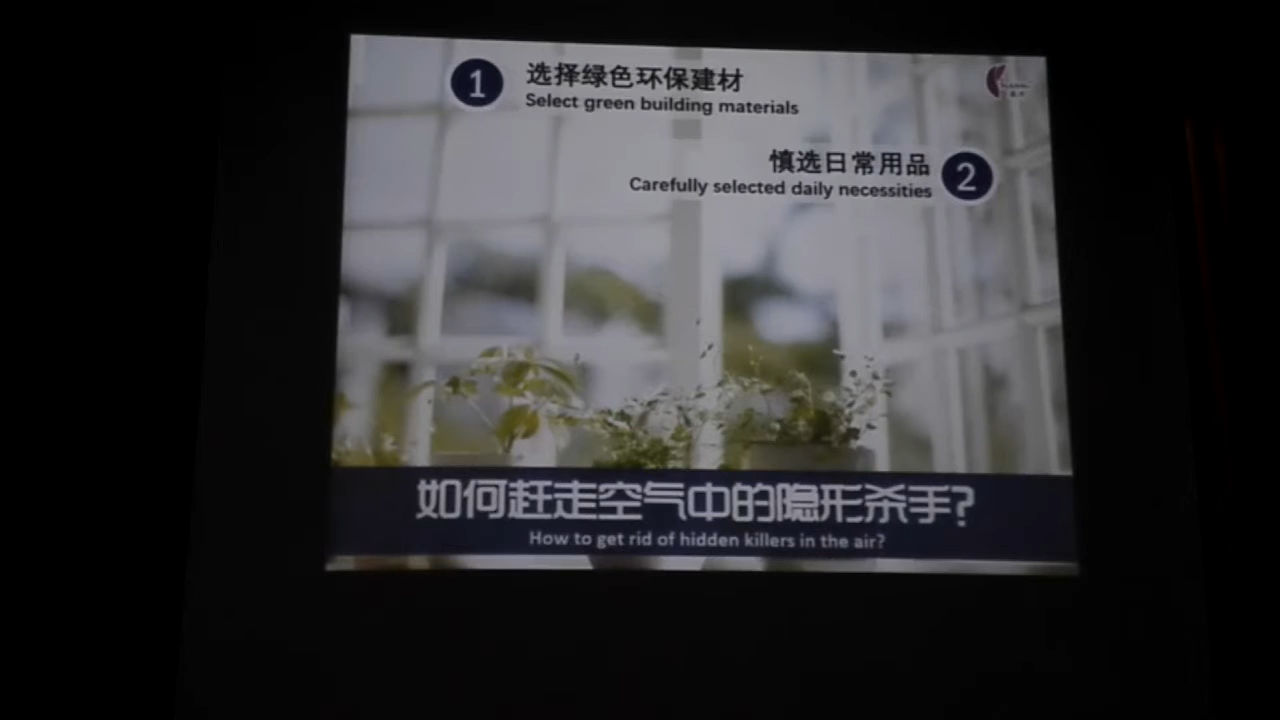 1
选择绿色环保建材
Select green building materials
慎选日常用品
2
Carefully selected daily necessities
如何赶走空气中的隐形杀手?
How to get rid of hidden killers in the air?